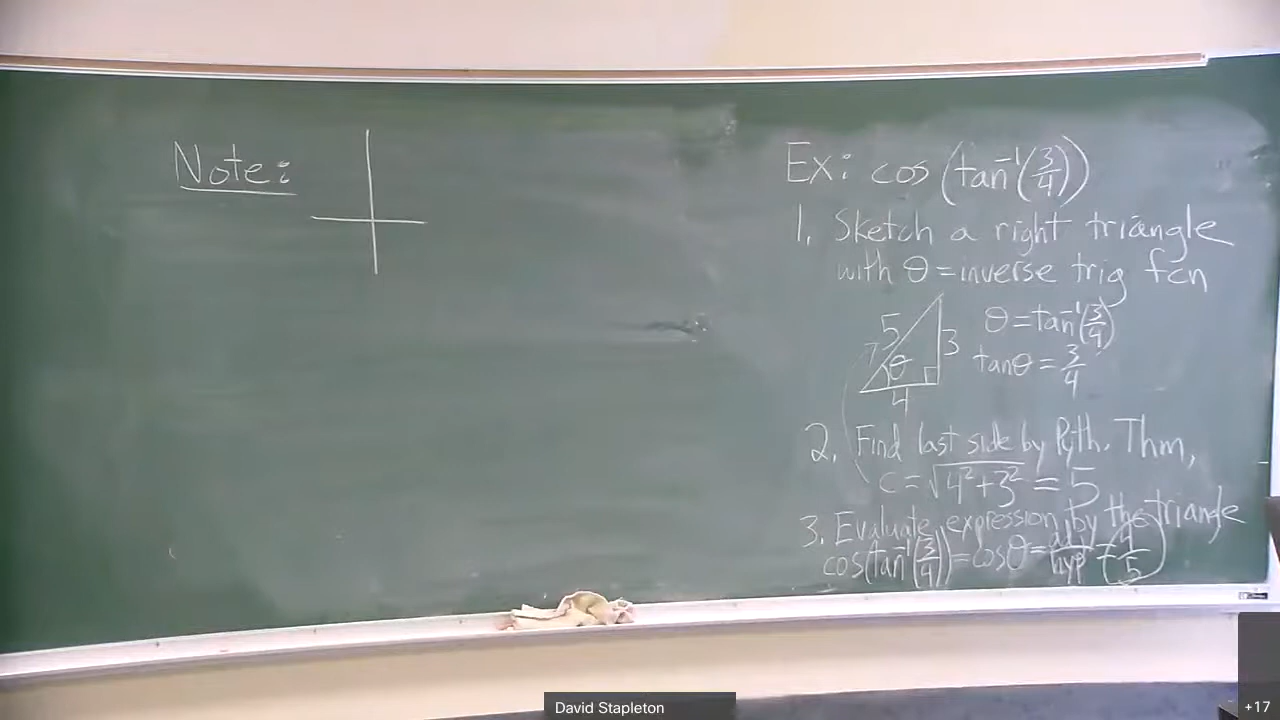 Note:
Ex: cos(tan⁻¹(3/4))
1. Sketch a right triangle
with θ = inverse trig fcn
5
3
θ
4
θ = tan⁻¹(3/4)
tanθ = 3/4
2. Find last side by Pyth. Thm,
c = √(4²+3²) = 5
3. Evaluate expression by the triangle
cos(tan⁻¹(3/4)) = cosθ = adj/hyp = 4/5
David Stapleton
+17